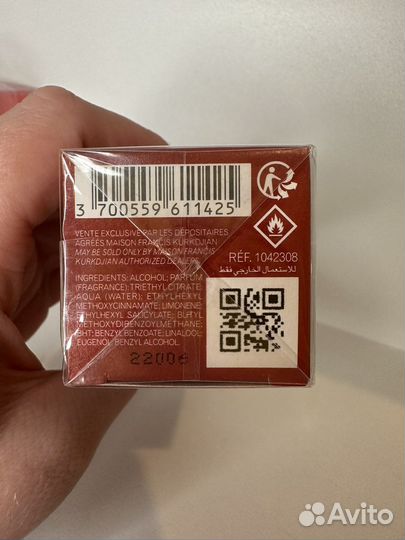 3 700559 611425
VENTE EXCLUSIVE PAR LES DÉPOSITAIRES
AGRÉÉS MAISON FRANCIS KURKDJIAN
MAY BE SOLD ONLY BY MAISON FRANCIS
KURKDJIAN AUTHORIZED DEALERS
RÉF. 1042308
للاستعمال الخارجي فقط
INGREDIENTS: ALCOHOL; PARFUM
(FRAGRANCE); TRIETHYL CITRATE;
AQUA (WATER); ETHYLHEXYL
METHOXYCINNAMATE; LIMONENE;
ETHYLHEXYL SALICYLATE; BUTYL
METHOXYDIBENZOYLMETHANE;
BHT; BENZYL BENZOATE; LINALOOL;
EUGENOL; BENZYL ALCOHOL.
22006
Avito